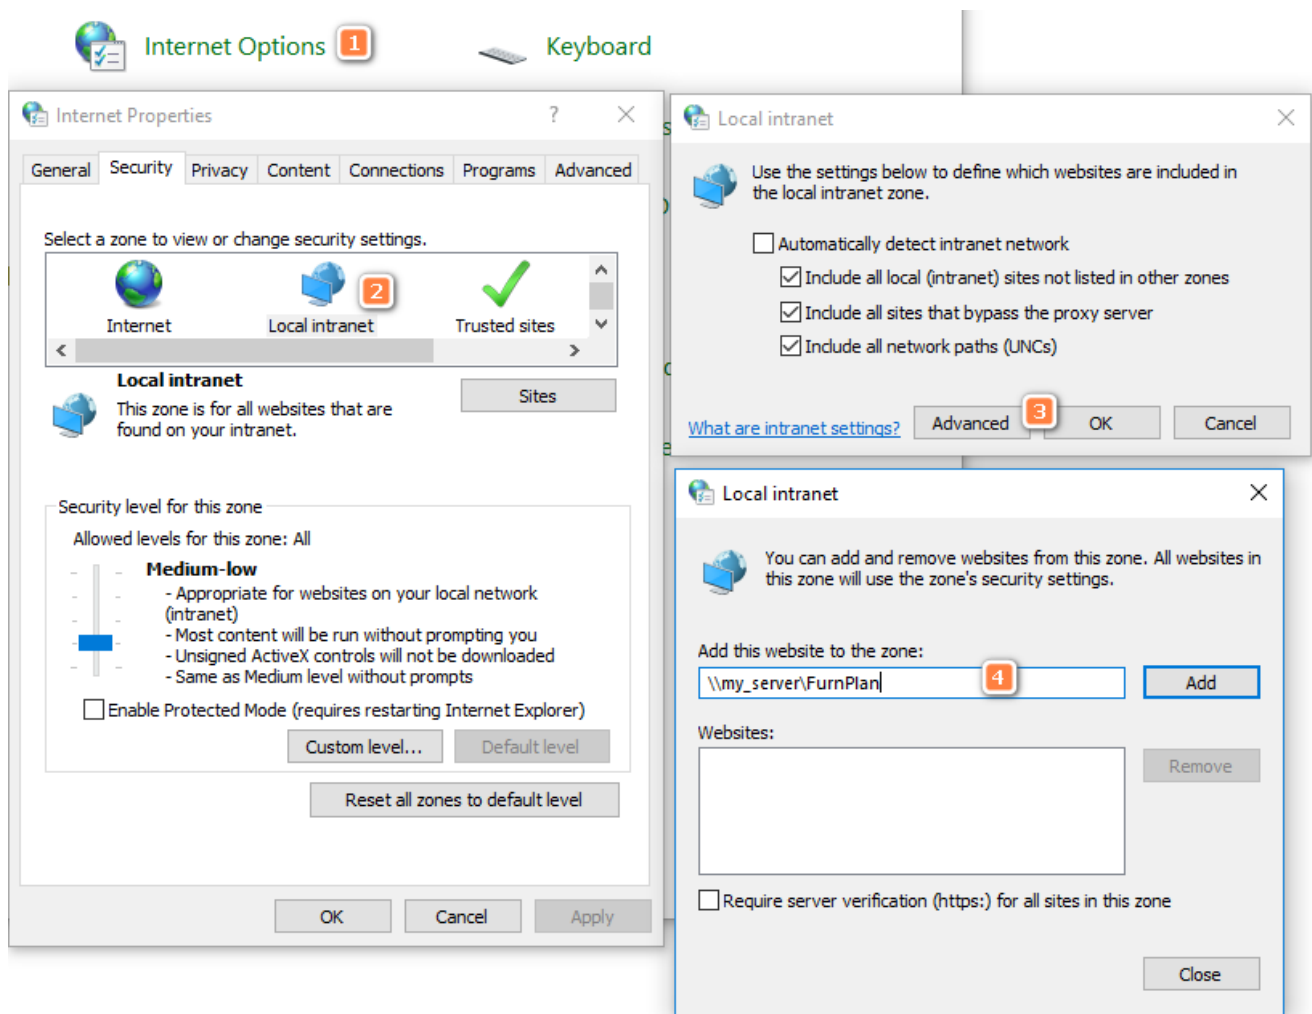 Internet Options 1
Keyboard
Internet Properties
General Security Privacy Content Connections Programs Advanced
Select a zone to view or change security settings.
2
Internet Local intranet Trusted sites
Local intranet
This zone is for all websites that are
found on your intranet.
Sites
Security level for this zone
Allowed levels for this zone: All
Medium-low
- Appropriate for websites on your local network
(intranet)
- Most content will be run without prompting you
- Unsigned ActiveX controls will not be downloaded
- Same as Medium level without prompts
Enable Protected Mode (requires restarting Internet Explorer)
Custom level... Default level
Reset all zones to default level
OK Cancel Apply
Local intranet
Use the settings below to define which websites are included in
the local intranet zone.
Automatically detect intranet network
Include all local (intranet) sites not listed in other zones
Include all sites that bypass the proxy server
Include all network paths (UNCs)
What are intranet settings? Advanced 3 OK Cancel
Local intranet
You can add and remove websites from this zone. All websites in
this zone will use the zone's security settings.
Add this website to the zone:
\\my_server\FurnPlan 4 Add
Websites:
Remove
Require server verification (https:) for all sites in this zone
Close